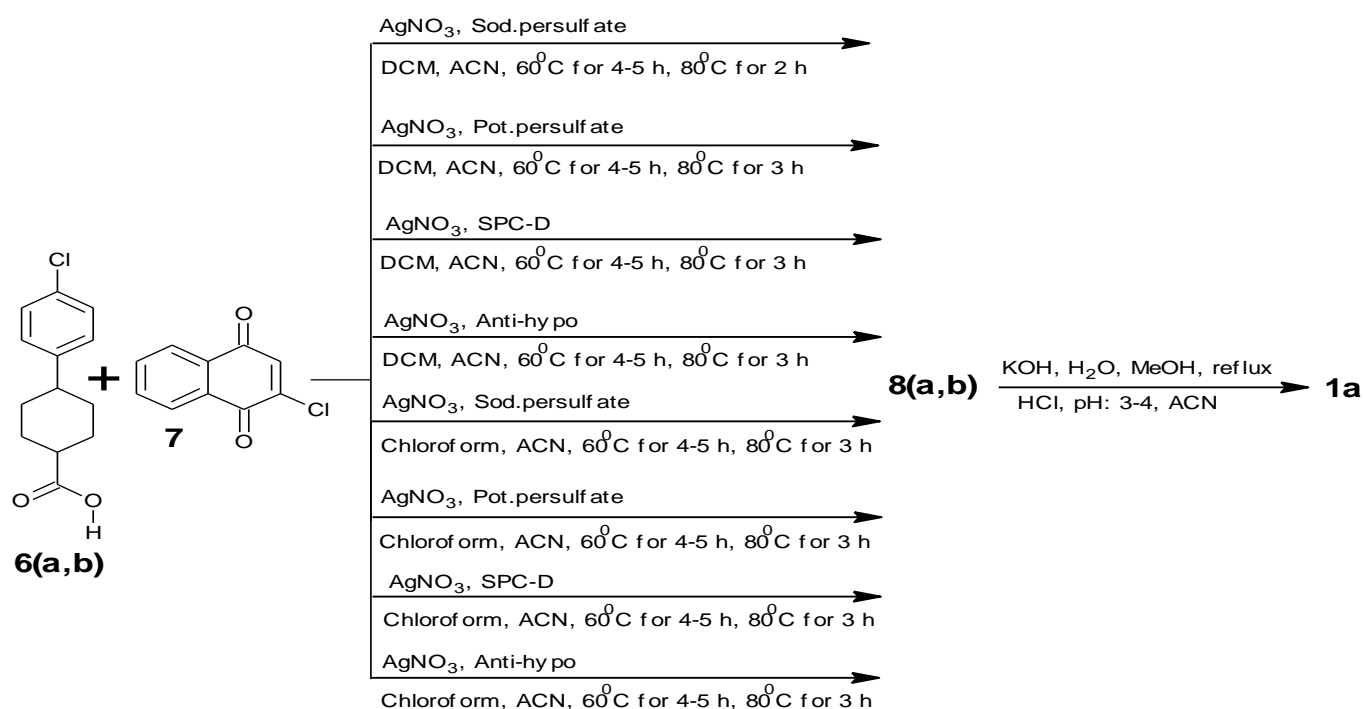 AgNO3, Sod.persulfate
DCM, ACN, 60⁰C for 4-5 h, 80⁰C for 2 h
AgNO3, Pot.persulfate
DCM, ACN, 60⁰C for 4-5 h, 80⁰C for 3 h
AgNO3, SPC-D
DCM, ACN, 60⁰C for 4-5 h, 80⁰C for 3 h
AgNO3, Anti-hypo
DCM, ACN, 60⁰C for 4-5 h, 80⁰C for 3 h
AgNO3, Sod.persulfate
Chloroform, ACN, 60⁰C for 4-5 h, 80⁰C for 3 h
AgNO3, Pot.persulfate
Chloroform, ACN, 60⁰C for 4-5 h, 80⁰C for 3 h
AgNO3, SPC-D
Chloroform, ACN, 60⁰C for 4-5 h, 80⁰C for 3 h
AgNO3, Anti-hypo
Chloroform, ACN, 60⁰C for 4-5 h, 80⁰C for 3 h
Cl
O
O
H
6(a,b)
+
O
Cl
O
7
8(a,b)
KOH, H2O, MeOH, reflux
HCl, pH: 3-4, ACN
1a